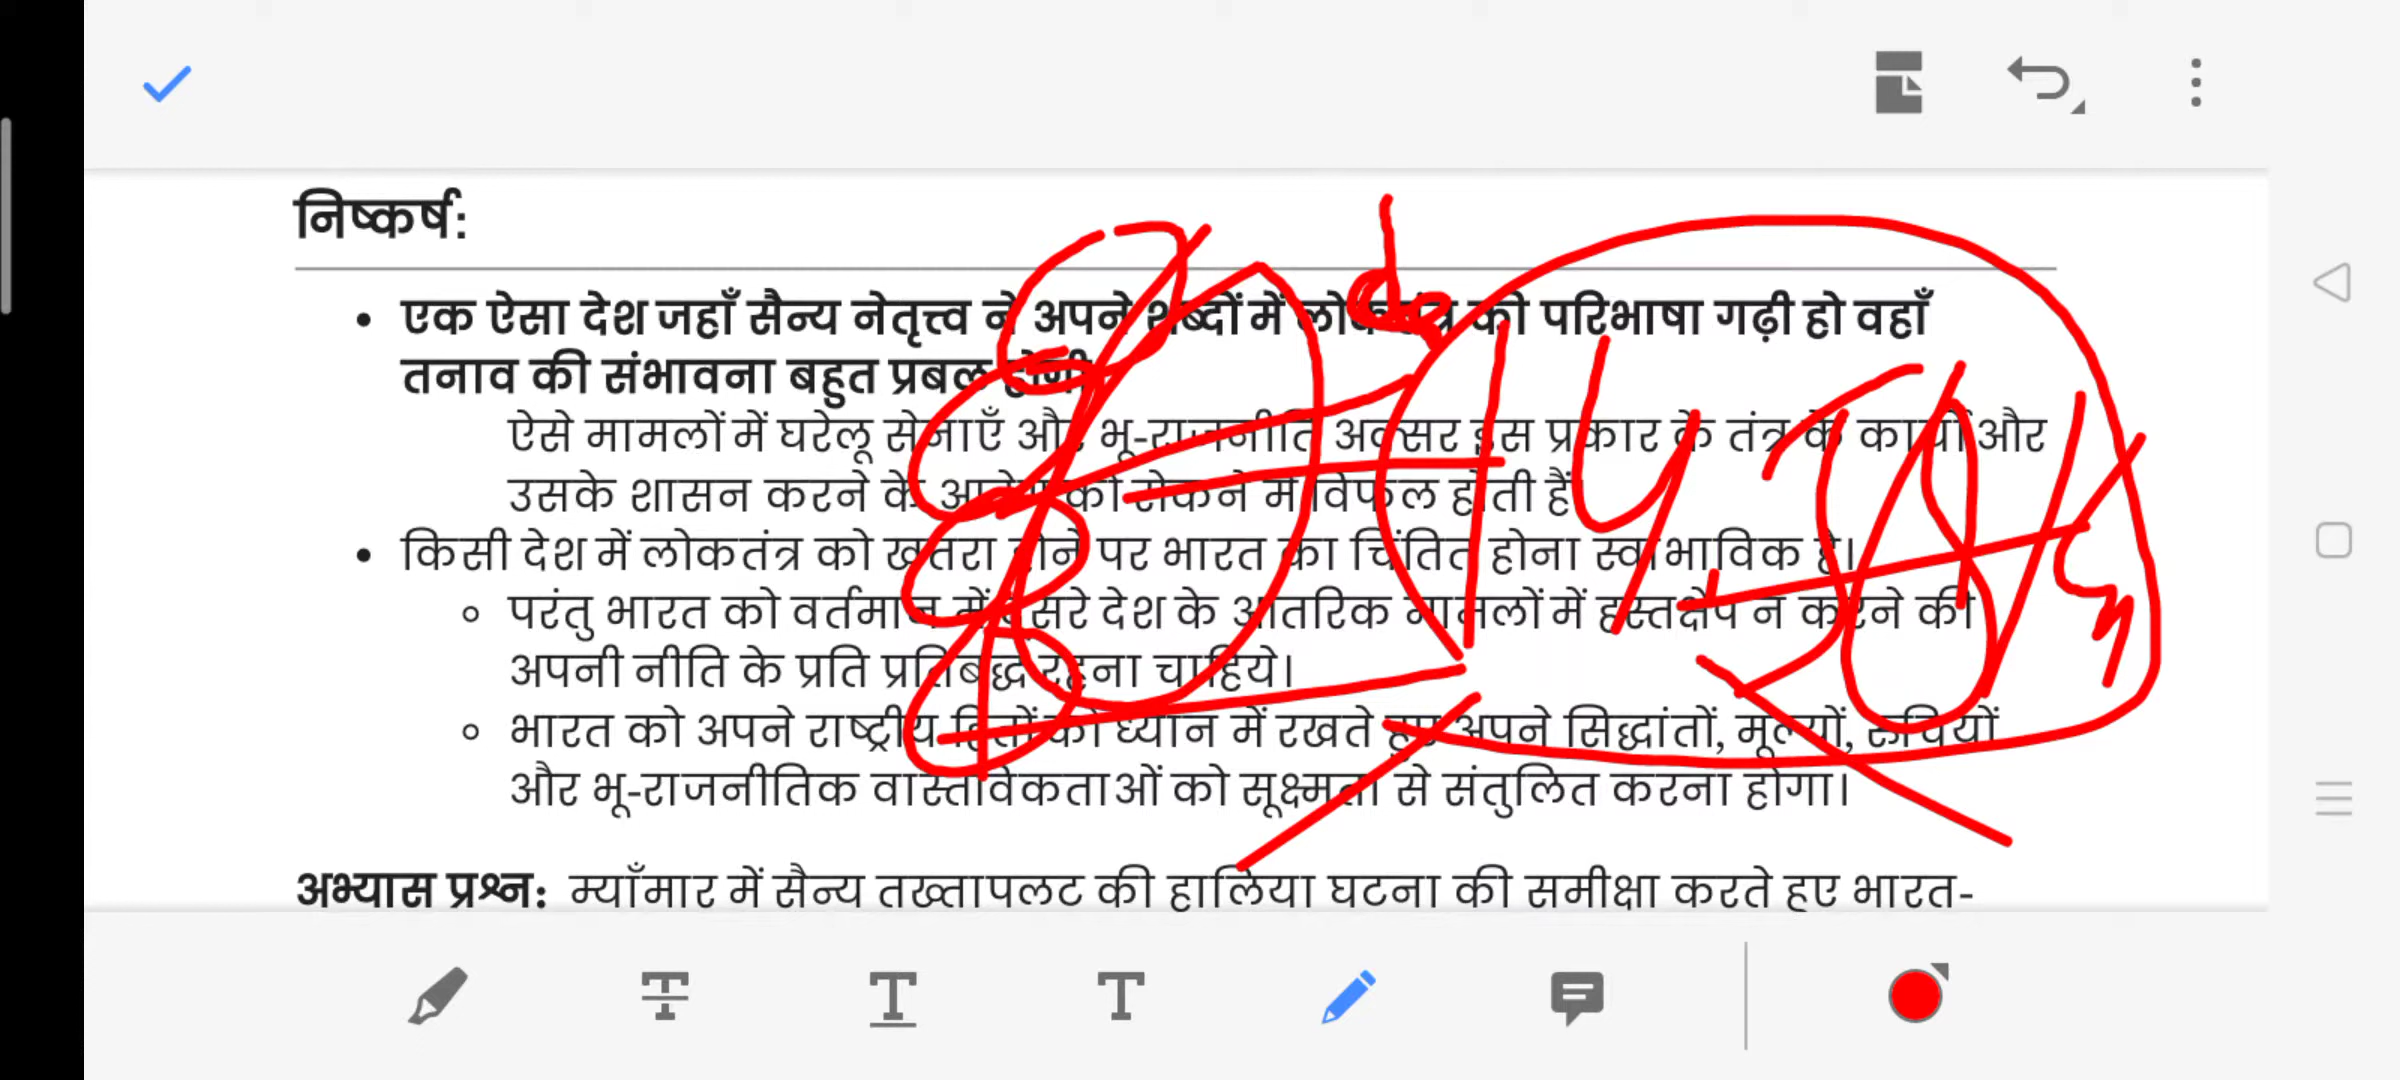 निष्कर्ष:
एक ऐसा देश जहाँ सैन्य नेतृत्त्व ने अपने शब्दों में लोकतंत्र की परिभाषा गढ़ी हो वहाँ
तनाव की संभावना बहुत प्रबल होगी
ऐसे मामलों में घरेलू सेनाएँ और भू-राजनीति अक्सर इस प्रकार के तंत्र के कार्यों और
उसके शासन करने के को रोकने में विफल होती हैं
किसी देश में लोकतंत्र को खतरा होने पर भारत का चिंतित होना स्वाभाविक है।
परंतु भारत को वर्तमान में दूसरे देश के आंतरिक मामलों में हस्तक्षेप न करने की
अपनी नीति के प्रति प्रतिबद्ध रहना चाहिये।
भारत को अपने राष्ट्रीय हितों को ध्यान में रखते हुए अपने सिद्धांतों, मूल्यों, रुचियों
और भू-राजनीतिक वास्तविकताओं को सूक्ष्मता से संतुलित करना होगा।
अभ्यास प्रश्न: म्याँमार में सैन्य तख्तापलट की हालिया घटना की समीक्षा करते हुए भारत-